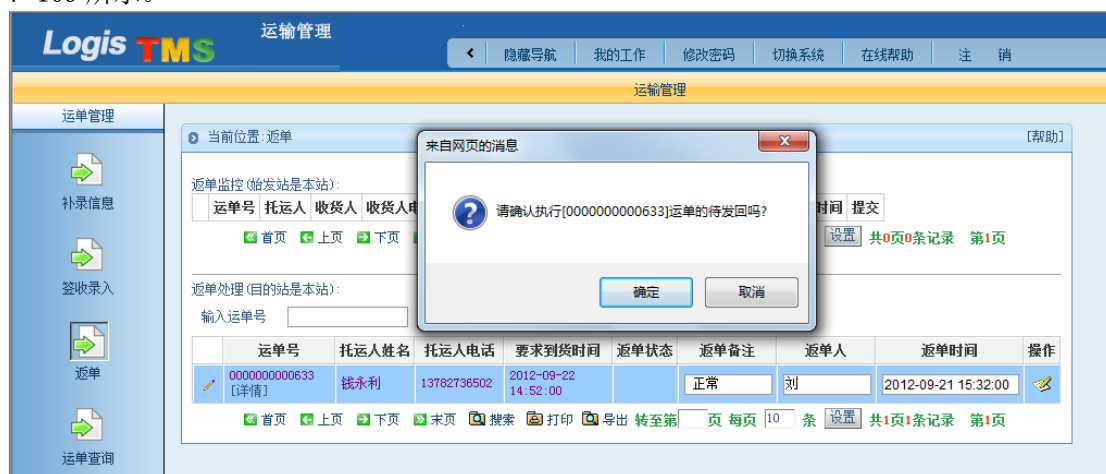 Logis TMS
运输管理
隐藏导航 我的工作 修改密码 切换系统 在线帮助 注 销
运输管理
运单管理
补录信息
签收录入
返单
运单查询
当前位置:返单 [帮助]
返单监控(始发站是本站):
运单号 托运人 收货人 收货人电 时间 提交
首页 上页 下页 设置 共0页0条记录 第1页
来自网页的消息
请确认执行[0000000000633]运单的待发回吗?
确定 取消
返单处理(目的站是本站):
输入运单号
运单号 托运人姓名 托运人电话 要求到货时间 返单状态 返单备注 返单人 返单时间 操作
0000000000633 钱永利 13782736502 2012-09-22 正常 刘 2012-09-21 15:32:00
[详情] 14:52:00
首页 上页 下页 末页 搜索 打印 导出 转至第 页 每页 10 条 设置 共1页1条记录 第1页